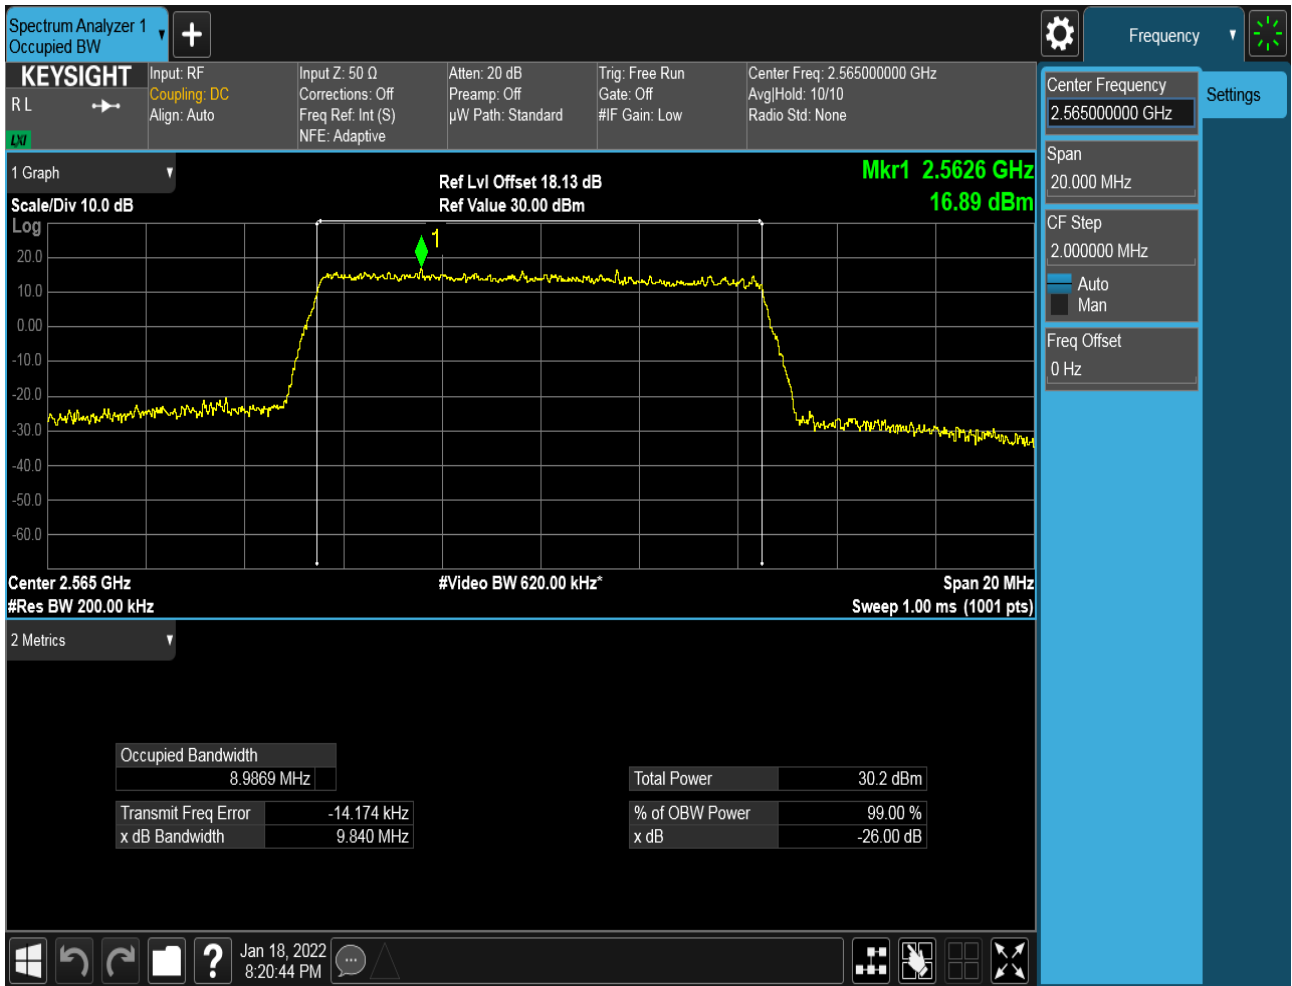 Spectrum Analyzer 1
Occupied BW
Frequency
KEYSIGHT
R L
LXI
Input: RF
Coupling: DC
Align: Auto
Input Z: 50 Ω
Corrections: Off
Freq Ref: Int (S)
NFE: Adaptive
Atten: 20 dB
Preamp: Off
µW Path: Standard
Trig: Free Run
Gate: Off
#IF Gain: Low
Center Freq: 2.565000000 GHz
Avg|Hold: 10/10
Radio Std: None
Center Frequency
2.565000000 GHz
Settings
Span
20.000 MHz
CF Step
2.000000 MHz
Auto
Man
Freq Offset
0 Hz
1 Graph
Scale/Div 10.0 dB
Log
Ref Lvl Offset 18.13 dB
Ref Value 30.00 dBm
Mkr1 2.5626 GHz
16.89 dBm
1
20.0
10.0
0.00
-10.0
-20.0
-30.0
-40.0
-50.0
-60.0
Center 2.565 GHz
#Res BW 200.00 kHz
#Video BW 620.00 kHz*
Span 20 MHz
Sweep 1.00 ms (1001 pts)
2 Metrics
Occupied Bandwidth
8.9869 MHz
Transmit Freq Error -14.174 kHz
x dB Bandwidth 9.840 MHz
Total Power 30.2 dBm
% of OBW Power 99.00 %
x dB -26.00 dB
?
Jan 18, 2022
8:20:44 PM